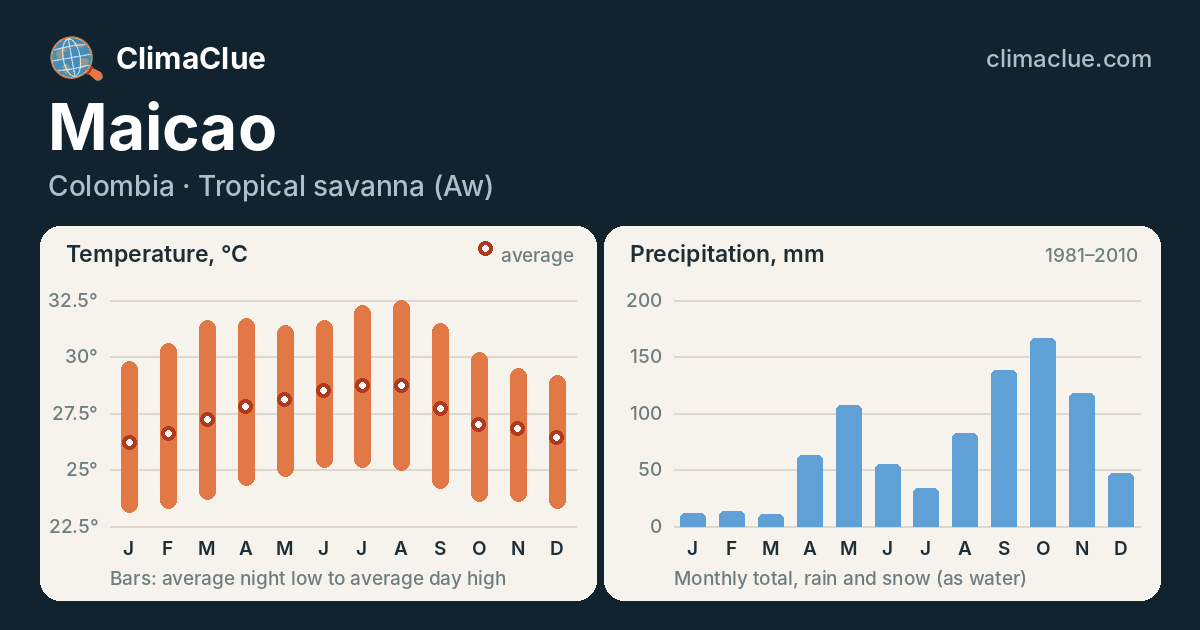 ClimaClue
climaclue.com
Maicao
Colombia · Tropical savanna (Aw)
Temperature, °C
average
32.5°
30°
27.5°
25°
22.5°
J F M A M J J A S O N D
Bars: average night low to average day high
Precipitation, mm
1981–2010
200
150
100
50
0
J F M A M J J A S O N D
Monthly total, rain and snow (as water)